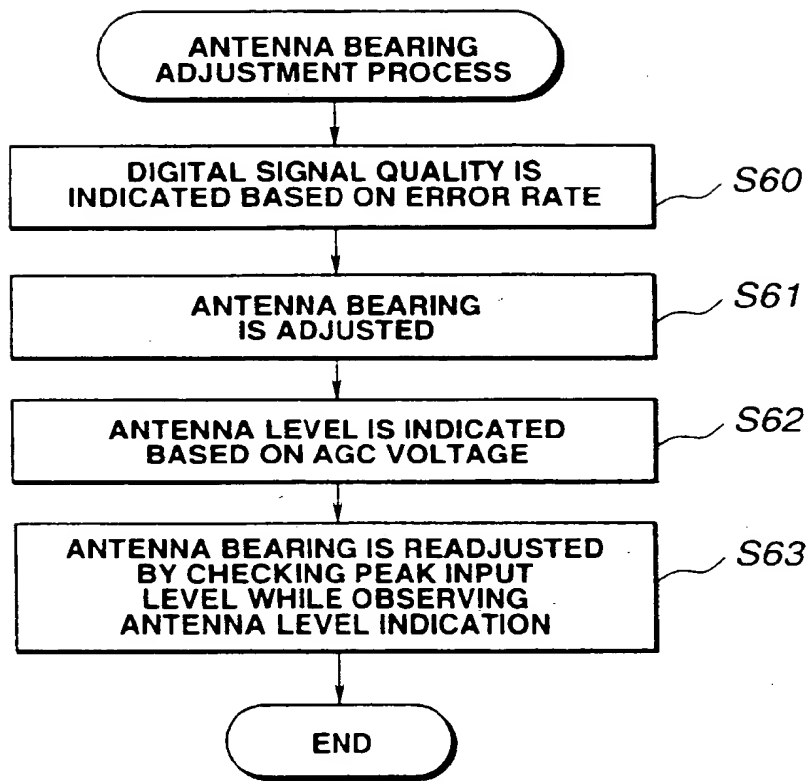 ANTENNA BEARING
ADJUSTMENT PROCESS
DIGITAL SIGNAL QUALITY IS
INDICATED BASED ON ERROR RATE
S60
ANTENNA BEARING
IS ADJUSTED
S61
ANTENNA LEVEL IS INDICATED
BASED ON AGC VOLTAGE
S62
ANTENNA BEARING IS READJUSTED
BY CHECKING PEAK INPUT
LEVEL WHILE OBSERVING
ANTENNA LEVEL INDICATION
S63
END